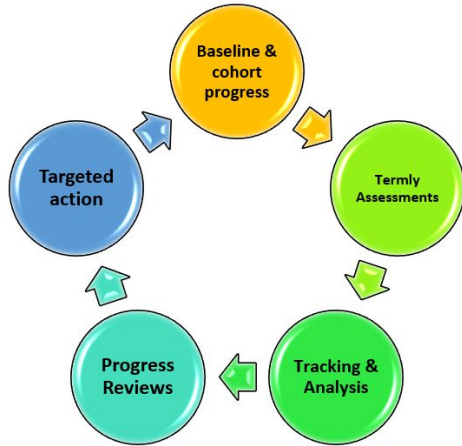 Baseline &
cohort
progress
Termly
Assessments
Tracking &
Analysis
Progress
Reviews
Targeted
action